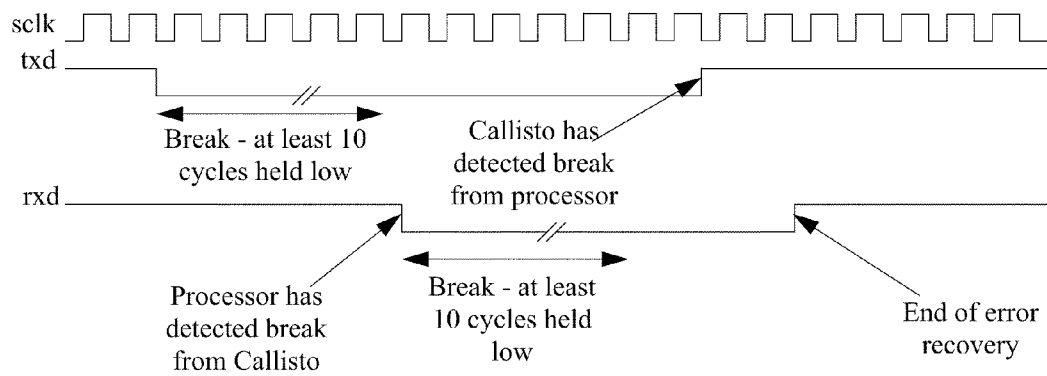 sclk
txd
Break - at least 10
cycles held low
Callisto has
detected break
from processor
rxd
Processor has
detected break
from Callisto
Break - at least
10 cycles held
low
End of error
recovery